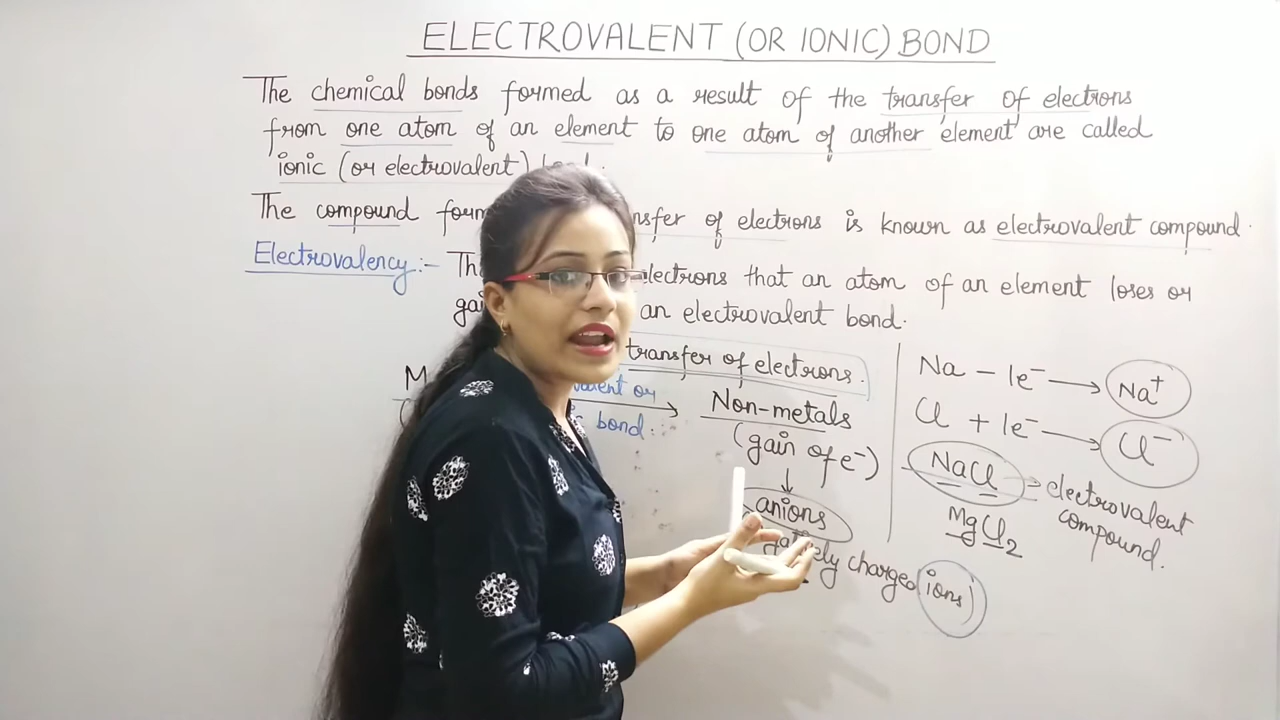 ELECTROVALENT (OR IONIC) BOND
The chemical bonds formed as a result of the transfer of electrons
from one atom of an element to one atom of another element are called
ionic (or electrovalent)
The compound of electrons is known as electrovalent compound.
Electrovalency :- electrons that an atom of an element loses or
an electrovalent bond.
transfer of electrons.
or
bond.
Non-metals
(gain of e⁻)
↓
anions
charged ions)
Na - 1e⁻ → Na⁺
Cl + 1e⁻ → Cl⁻
NaCl → electrovalent
compound.
MgCl₂